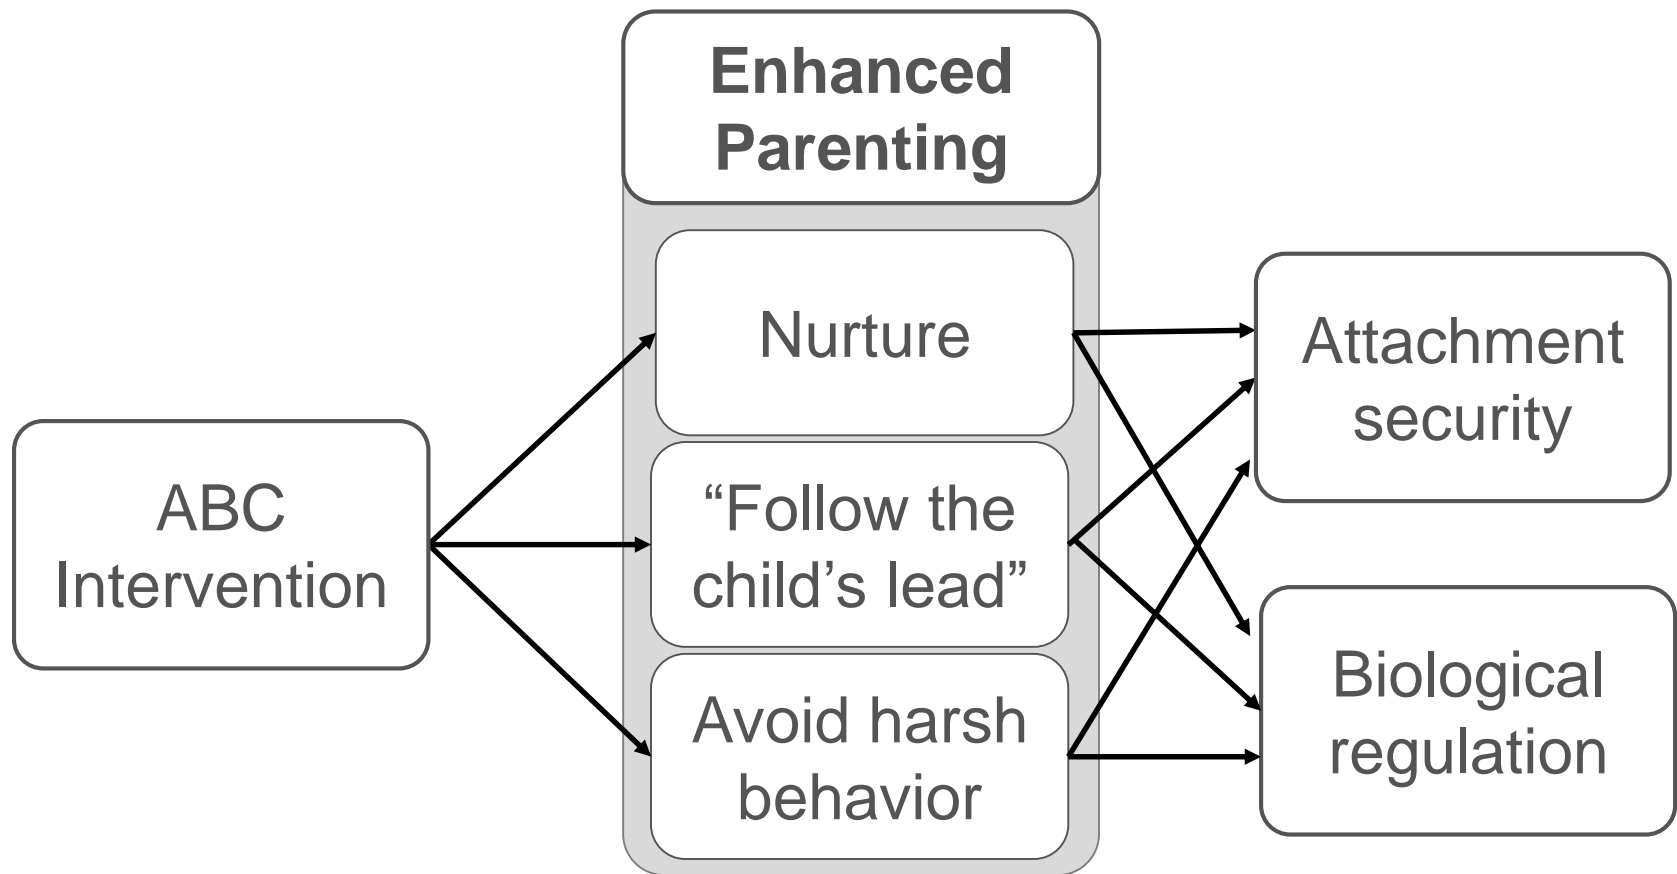 Enhanced
Parenting
Nurture
“Follow the
child’s lead”
Avoid harsh
behavior
ABC
Intervention
Attachment
security
Biological
regulation